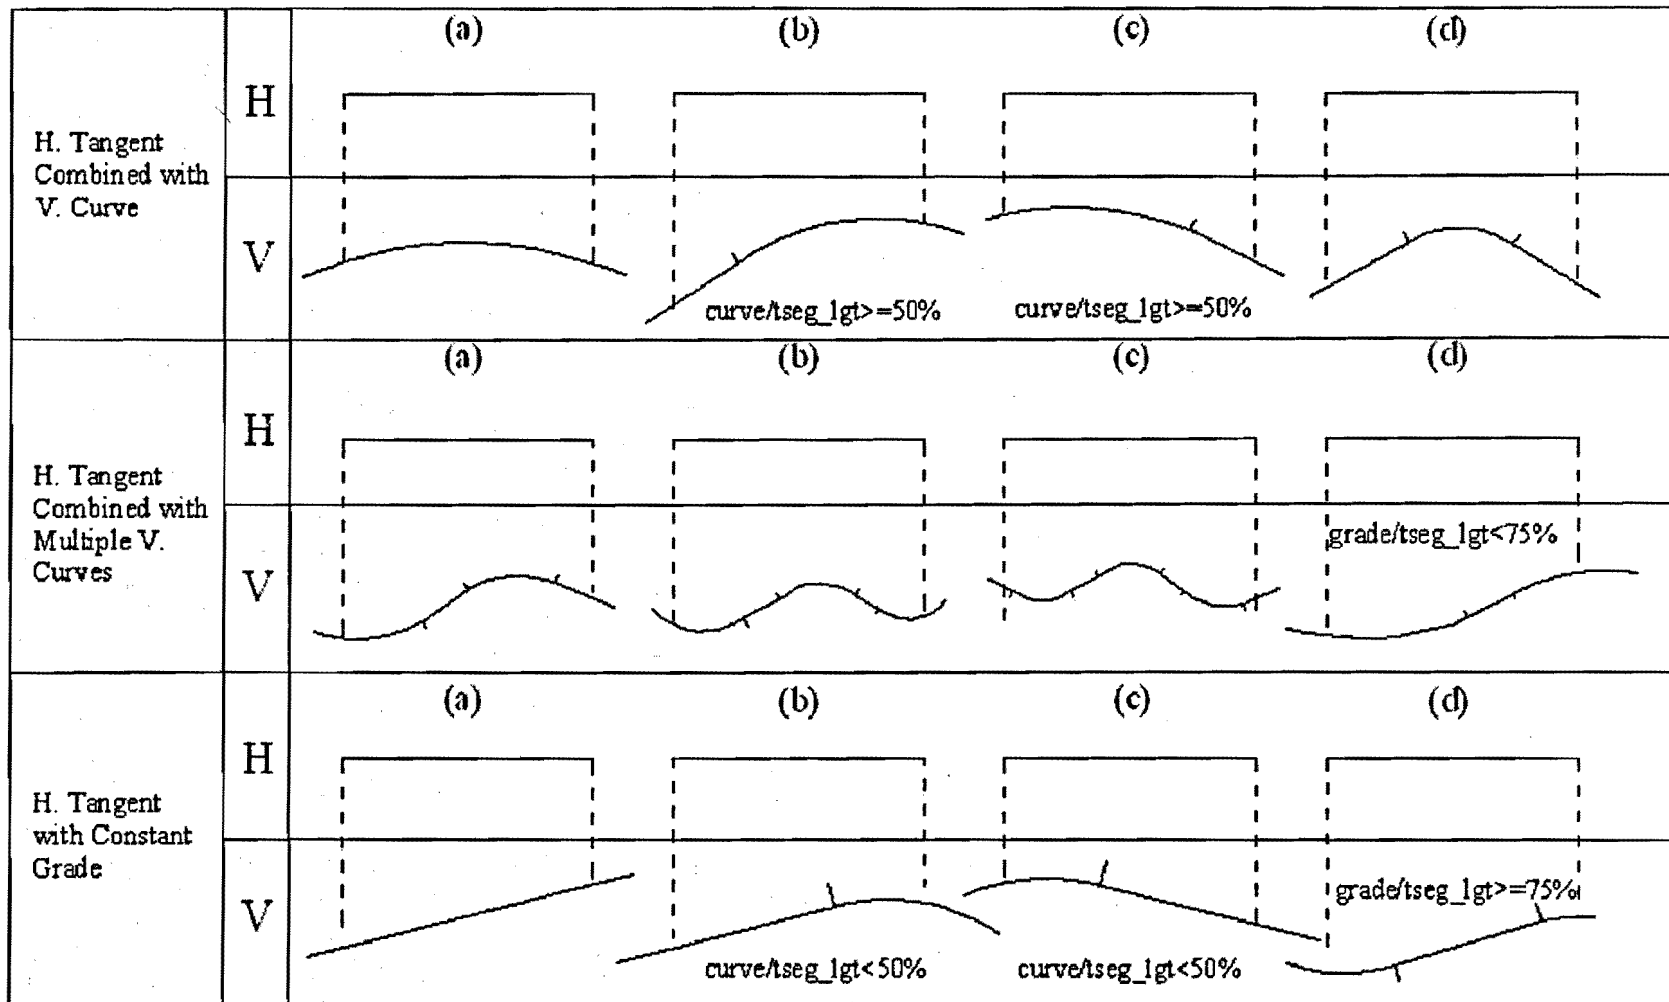 (a) (b) (c) (d)
H
H. Tangent
Combined with
V. Curve
V
curve/tseg_lgt>=50% curve/tseg_lgt>=50%
(a) (b) (c) (d)
H
H. Tangent
Combined with
Multiple V.
Curves
grade/tseg_lgt<75%
V
(a) (b) (c) (d)
H
H. Tangent
with Constant
Grade
grade/tseg_lgt>=75%
V
curve/tseg_lgt<50% curve/tseg_lgt<50%